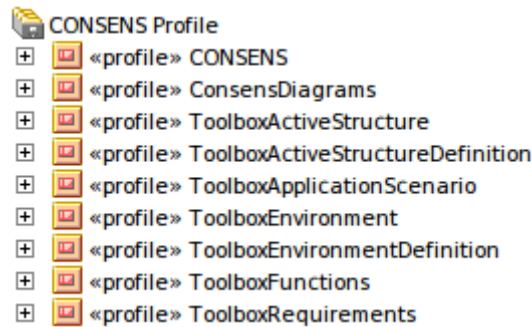 CONSENS Profile
«profile» CONSENS
«profile» ConsensDiagrams
«profile» ToolboxActiveStructure
«profile» ToolboxActiveStructureDefinition
«profile» ToolboxApplicationScenario
«profile» ToolboxEnvironment
«profile» ToolboxEnvironmentDefinition
«profile» ToolboxFunctions
«profile» ToolboxRequirements